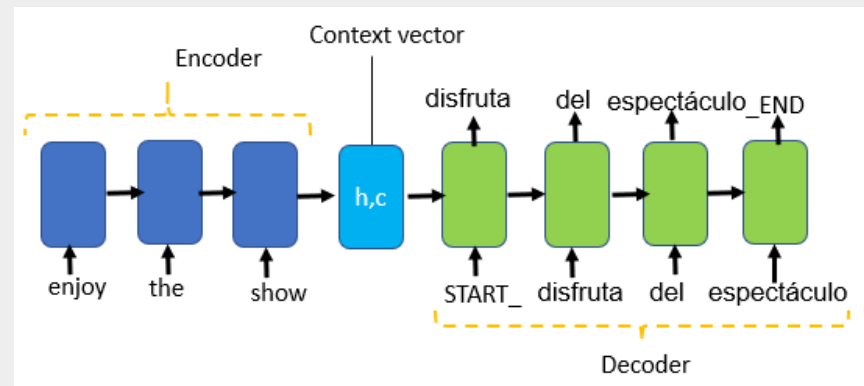 Context vector
Encoder
disfruta del espectáculo_END
h,c
enjoy the show START_ disfruta del espectáculo
Decoder